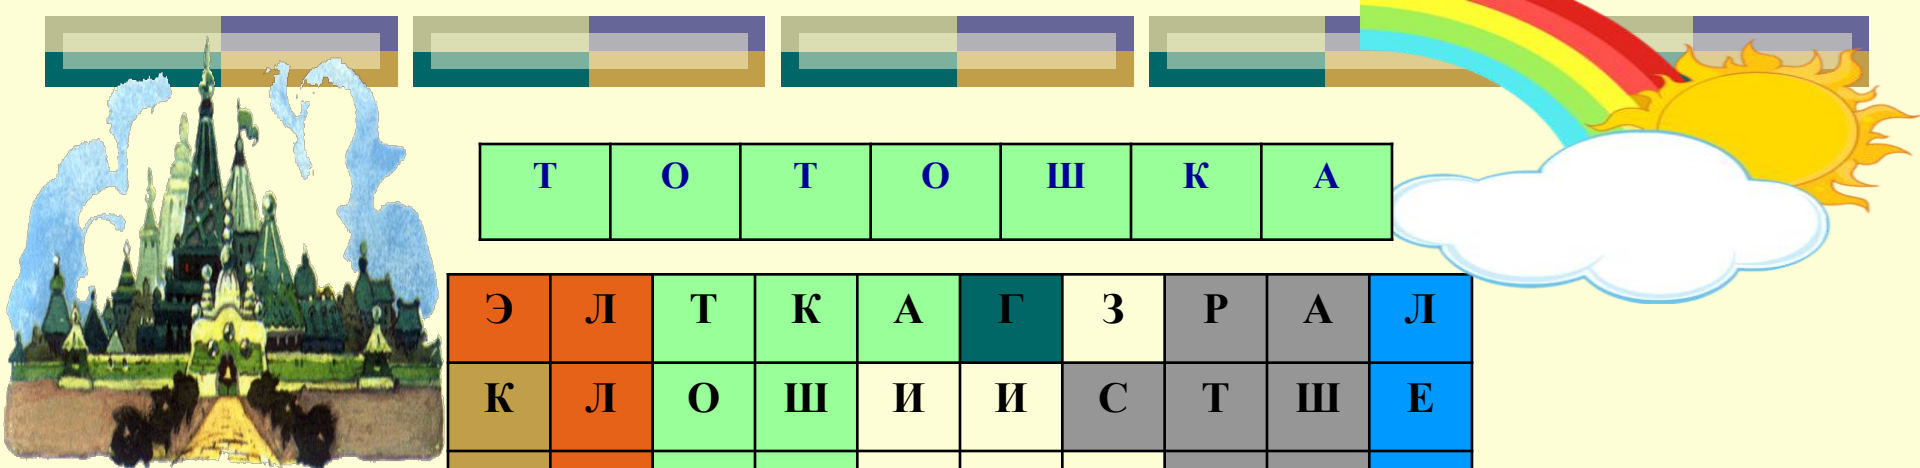 Т О Т О Ш К А
Э Л Т К А Г З Р А Л
К Л О Ш И И С Т Ш Е